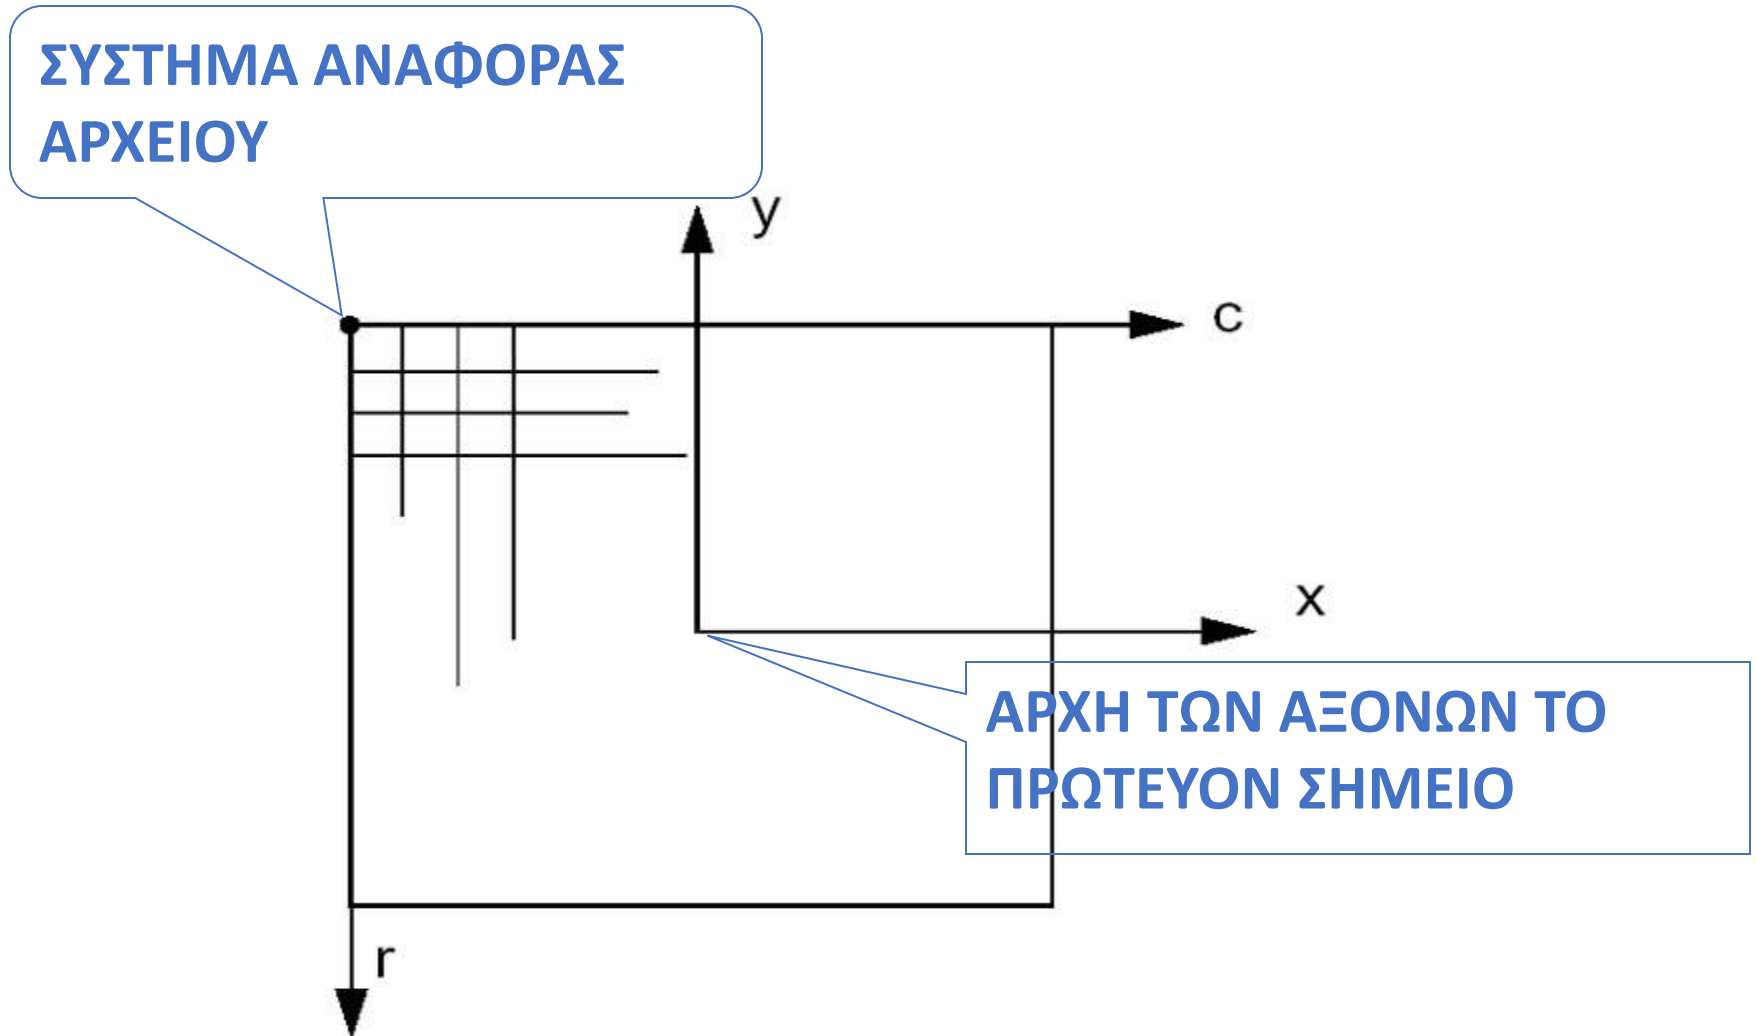 ΣΥΣΤΗΜΑ ΑΝΑΦΟΡΑΣ
ΑΡΧΕΙΟΥ
y
c
x
ΑΡΧΗ ΤΩΝ ΑΞΟΝΩΝ ΤΟ
ΠΡΩΤΕΥΟΝ ΣΗΜΕΙΟ
r